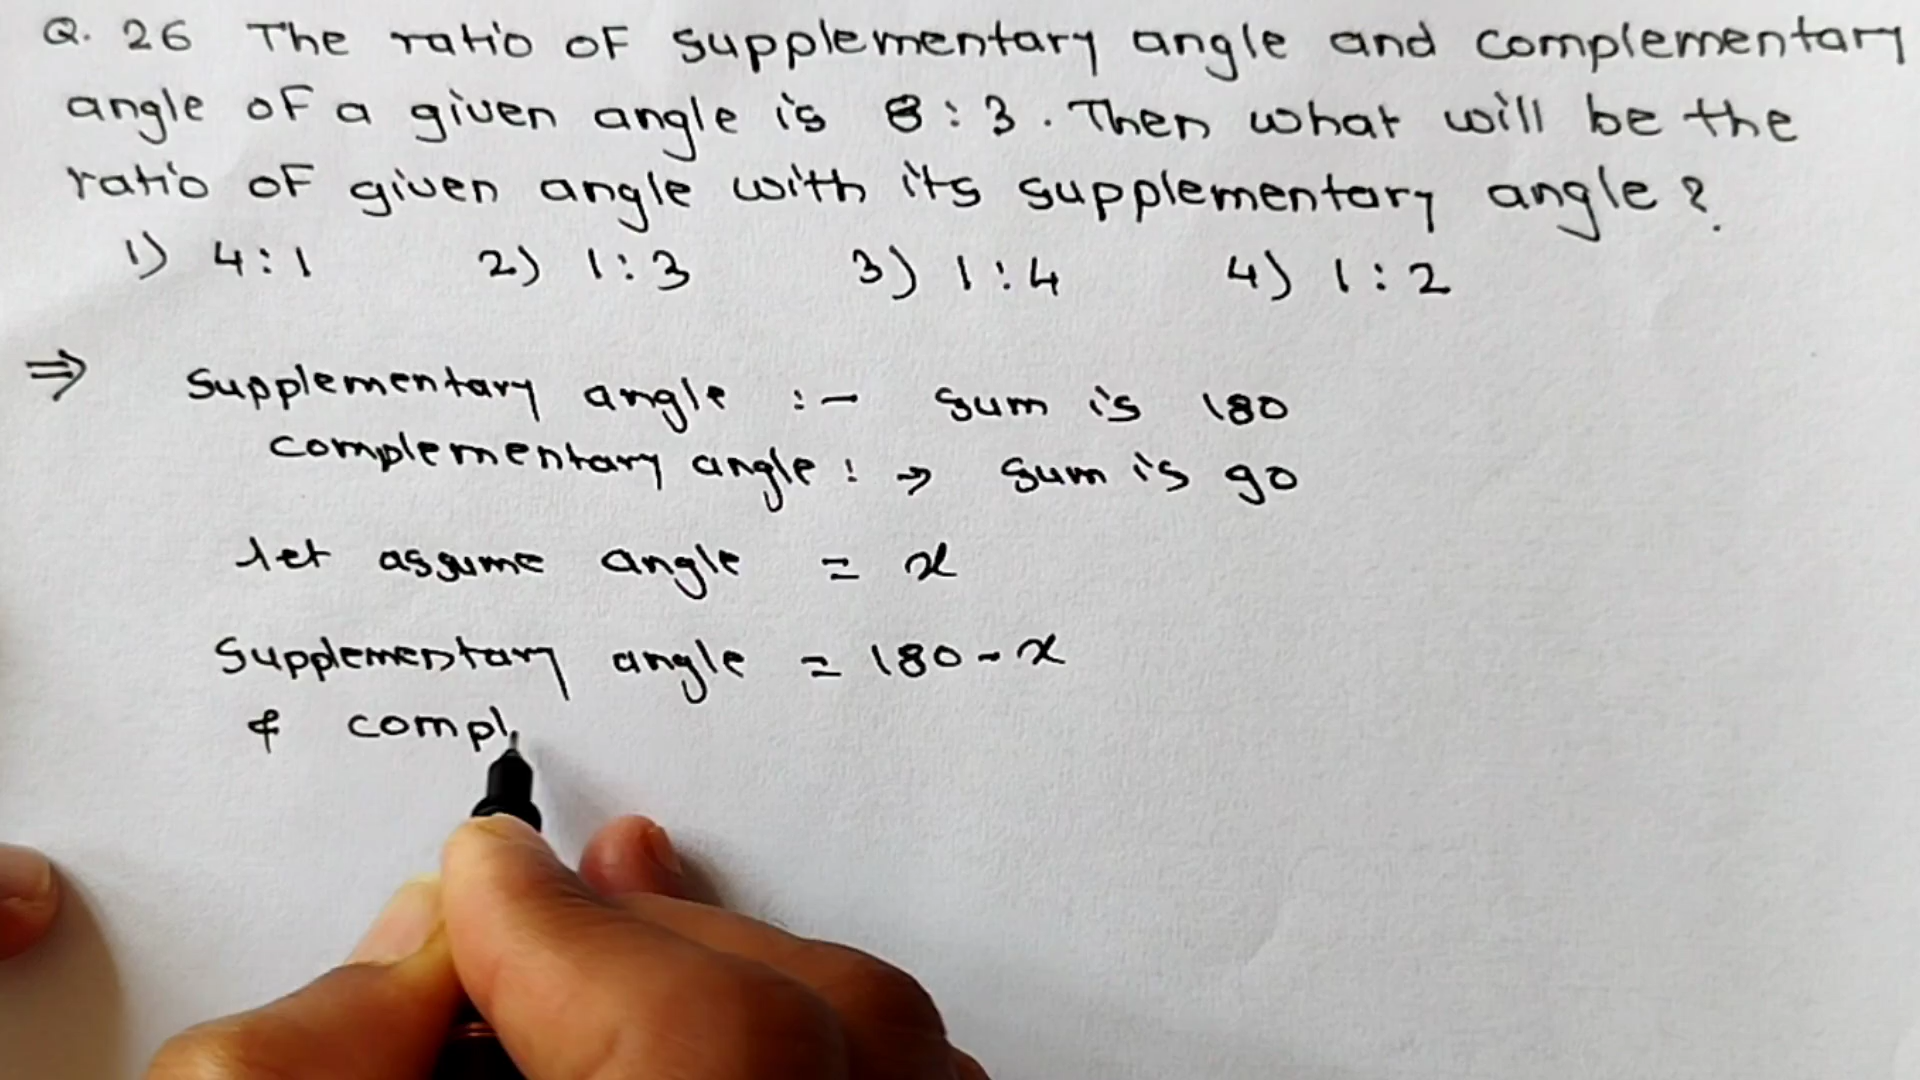 Q. 26 The ratio of supplementary angle and complementary
angle of a given angle is 8 : 3 . Then what will be the
ratio of given angle with its supplementary angle ?
1) 4 : 1 2) 1 : 3 3) 1 : 4 4) 1 : 2
⇒ Supplementary angle :- sum is 180
complementary angle : → sum is 90
let assume angle = x
Supplementary angle = 180 - x
& compl